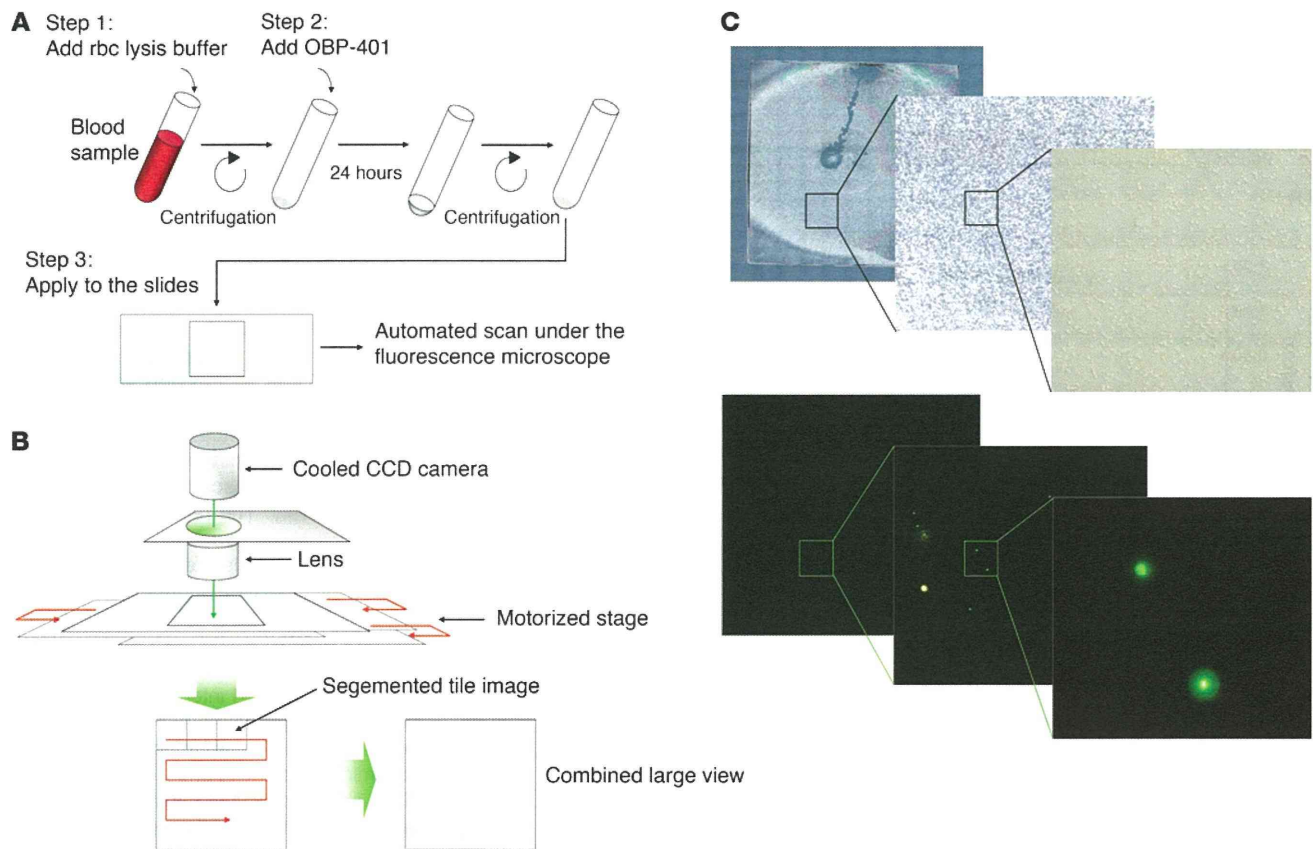 A
Step 1:
Add rbc lysis buffer
Step 2:
Add OBP-401
Blood
sample
Centrifugation
24 hours
Centrifugation
Step 3:
Apply to the slides
Automated scan under the
fluorescence microscope
B
Cooled CCD camera
Lens
Motorized stage
Segemented tile image
Combined large view
C